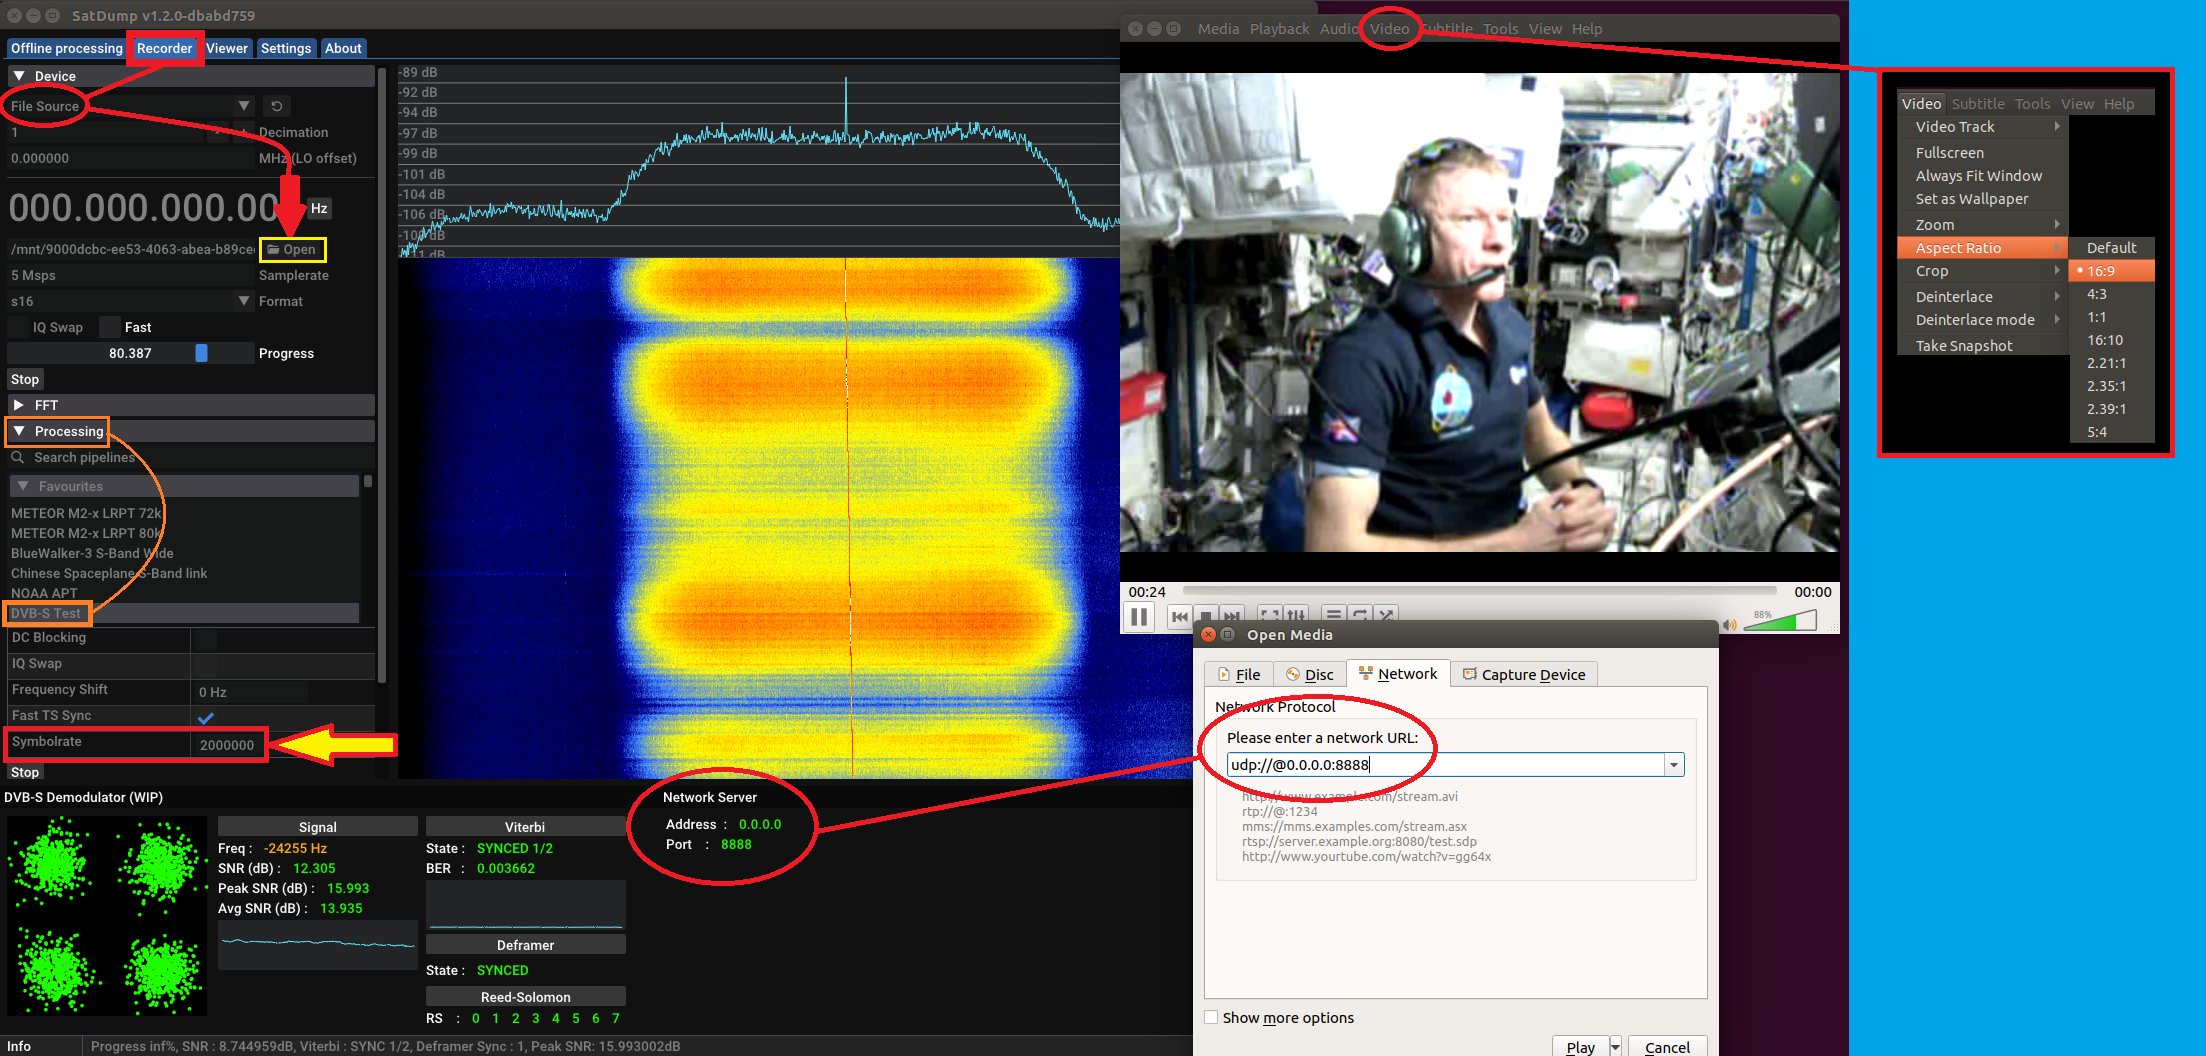 SatDump v1.2.0-dbabd759
Offline processing Recorder Viewer Settings About
Device
File Source
1 Decimation
0.000000 MHz (LO offset)
000.000.000.00 Hz
/mnt/9000dcbc-ee53-4063-abea-b89ce Open
5 Msps Samplerate
s16 Format
IQ Swap Fast
80.387 Progress
Stop
FFT
Processing
Search pipelines
Favourites
METEOR M2-x LRPT 72k
METEOR M2-x LRPT 80k
BlueWalker-3 S-Band Wide
Chinese Spaceplane S-Band link
NOAA APT
DVB-S Test
DC Blocking
IQ Swap
Frequency Shift 0 Hz
Fast TS Sync
Symbolrate 2000000
Stop
-89 dB
-92 dB
-94 dB
-97 dB
-99 dB
-101 dB
-104 dB
-106 dB
-109 dB
-111 dB
DVB-S Demodulator (WIP)
Signal
Freq : -24255 Hz
SNR (dB) : 12.305
Peak SNR (dB) : 15.993
Avg SNR (dB) : 13.935
Viterbi
State : SYNCED 1/2
BER : 0.003662
Deframer
State : SYNCED
Reed-Solomon
RS : 0 1 2 3 4 5 6 7
Network Server
Address : 0.0.0.0
Port : 8888
Info Progress inf%, SNR : 8.744959dB, Viterbi : SYNC 1/2, Deframer Sync : 1, Peak SNR: 15.993002dB
Media Playback Audio Video Subtitle Tools View Help
00:24 00:00
88%
Open Media
File Disc Network Capture Device
Network Protocol
Please enter a network URL:
udp://@0.0.0.0:8888
http://www.example.com/stream.avi
rtp://@:1234
mms://mms.examples.com/stream.asx
rtsp://server.example.org:8080/test.sdp
http://www.yourtube.com/watch?v=gg64x
Show more options
Play Cancel
Video Subtitle Tools View Help
Video Track
Fullscreen
Always Fit Window
Set as Wallpaper
Zoom
Aspect Ratio
Crop
Deinterlace
Deinterlace mode
Take Snapshot
Default
16:9
4:3
1:1
16:10
2.21:1
2.35:1
2.39:1
5:4